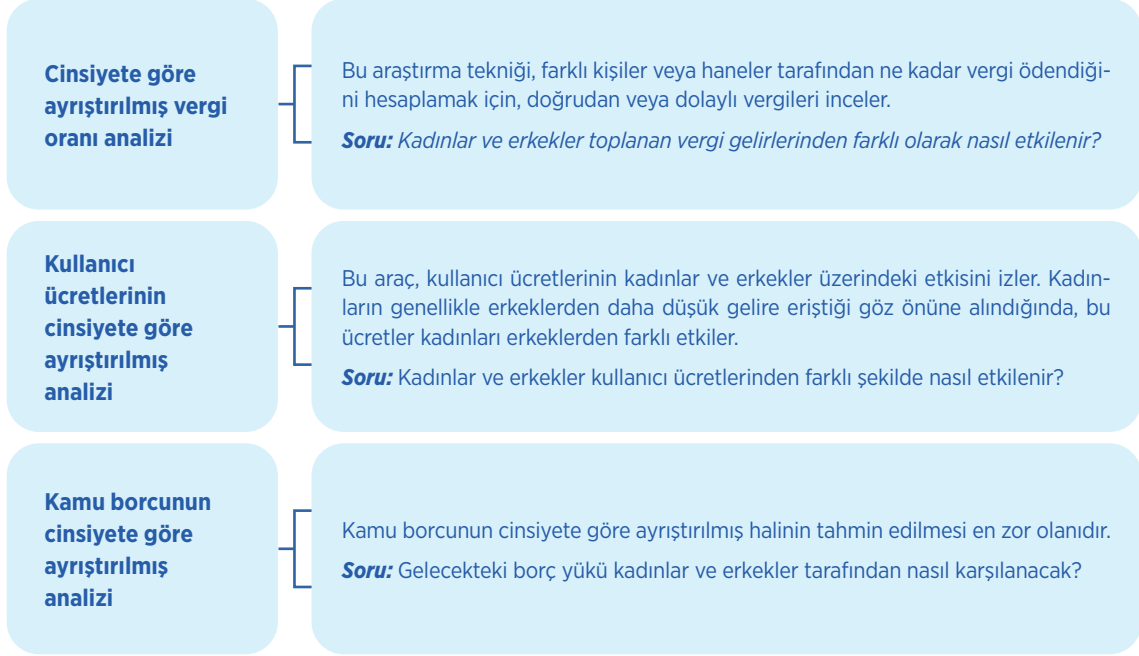 Cinsiyete göre
ayrıştırılmış vergi
oranı analizi
Bu araştırma tekniği, farklı kişiler veya haneler tarafından ne kadar vergi ödendiği-
ni hesaplamak için, doğrudan veya dolaylı vergileri inceler.
Soru: Kadınlar ve erkekler toplanan vergi gelirlerinden farklı olarak nasıl etkilenir?
Kullanıcı
ücretlerinin
cinsiyete göre
ayrıştırılmış
analizi
Bu araç, kullanıcı ücretlerinin kadınlar ve erkekler üzerindeki etkisini izler. Kadın-
ların genellikle erkeklerden daha düşük gelire eriştiği göz önüne alındığında, bu
ücretler kadınları erkeklerden farklı etkiler.
Soru: Kadınlar ve erkekler kullanıcı ücretlerinden farklı şekilde nasıl etkilenir?
Kamu borcunun
cinsiyete göre
ayrıştırılmış
analizi
Kamu borcunun cinsiyete göre ayrıştırılmış halinin tahmin edilmesi en zor olanıdır.
Soru: Gelecekteki borç yükü kadınlar ve erkekler tarafından nasıl karşılanacak?